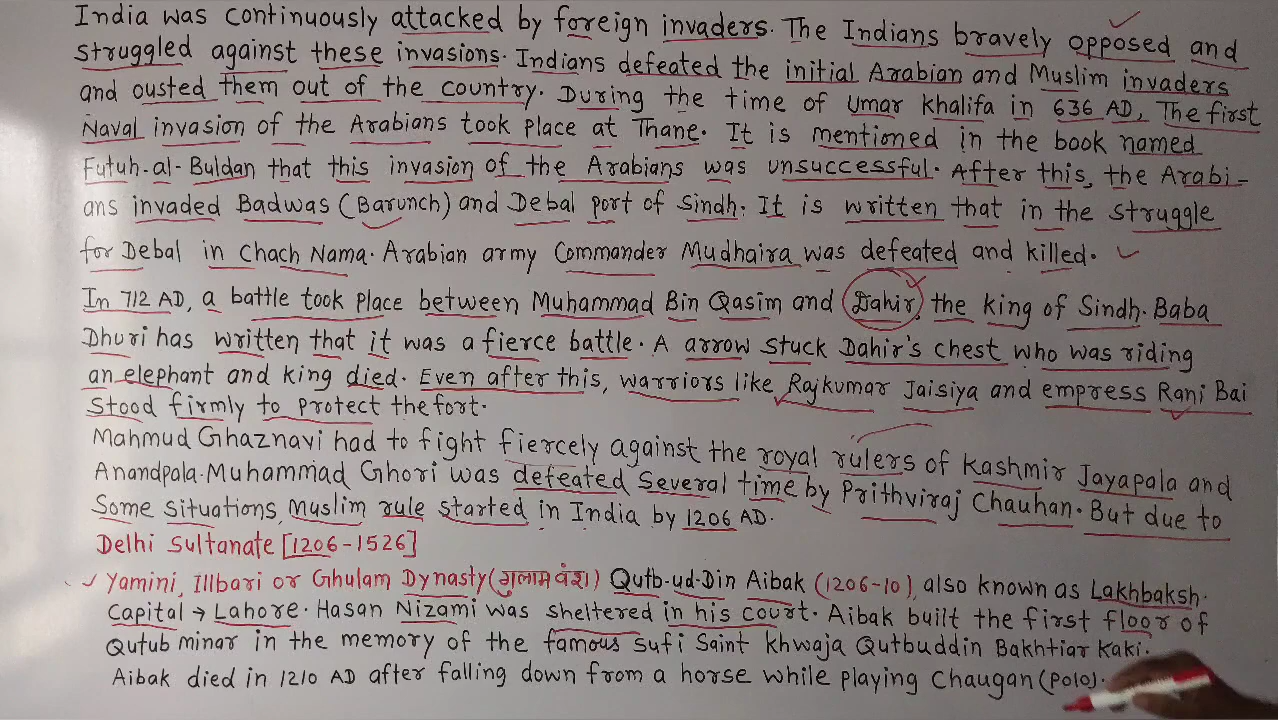 India was continuously attacked by foreign invaders. The Indians bravely opposed and
struggled against these invasions. Indians defeated the initial Arabian and Muslim invaders
and ousted them out of the country. During the time of Umar Khalifa in 636 AD, The first
Naval invasion of the Arabians took place at Thane. It is mentioned in the book named
Futuh-al-Buldan that this invasion of the Arabians was unsuccessful. After this, the Arabi-
ans invaded Badwas (Barunch) and Debal port of Sindh. It is written that in the struggle
for Debal in Chach Nama. Arabian army Commander Mudhaira was defeated and killed.
In 712 AD, a battle took place between Muhammad Bin Qasim and Dahir, the king of Sindh. Baba
Dhuri has written that it was a fierce battle. A arrow stuck Dahir's chest who was riding
an elephant and king died. Even after this, warriors like Rajkumar Jaisiya and empress Rani Bai
Stood firmly to protect the fort.
Mahmud Ghaznavi had to fight fiercely against the royal rulers of Kashmir Jayapala and
Anandpala. Muhammad Ghori was defeated several time by Prithviraj Chauhan. But due to
Some situations, Muslim rule started in India by 1206 AD.
Delhi Sultanate [1206-1526]
Yamini, Illbari or Ghulam Dynasty (गुलाम वंश) Qutb-ud-Din Aibak (1206-10), also known as Lakhbaksh.
Capital → Lahore. Hasan Nizami was sheltered in his court. Aibak built the first floor of
Qutub minar in the memory of the famous sufi Saint Khwaja Qutbuddin Bakhtiar Kaki.
Aibak died in 1210 AD after falling down from a horse while playing Chaugan (Polo).